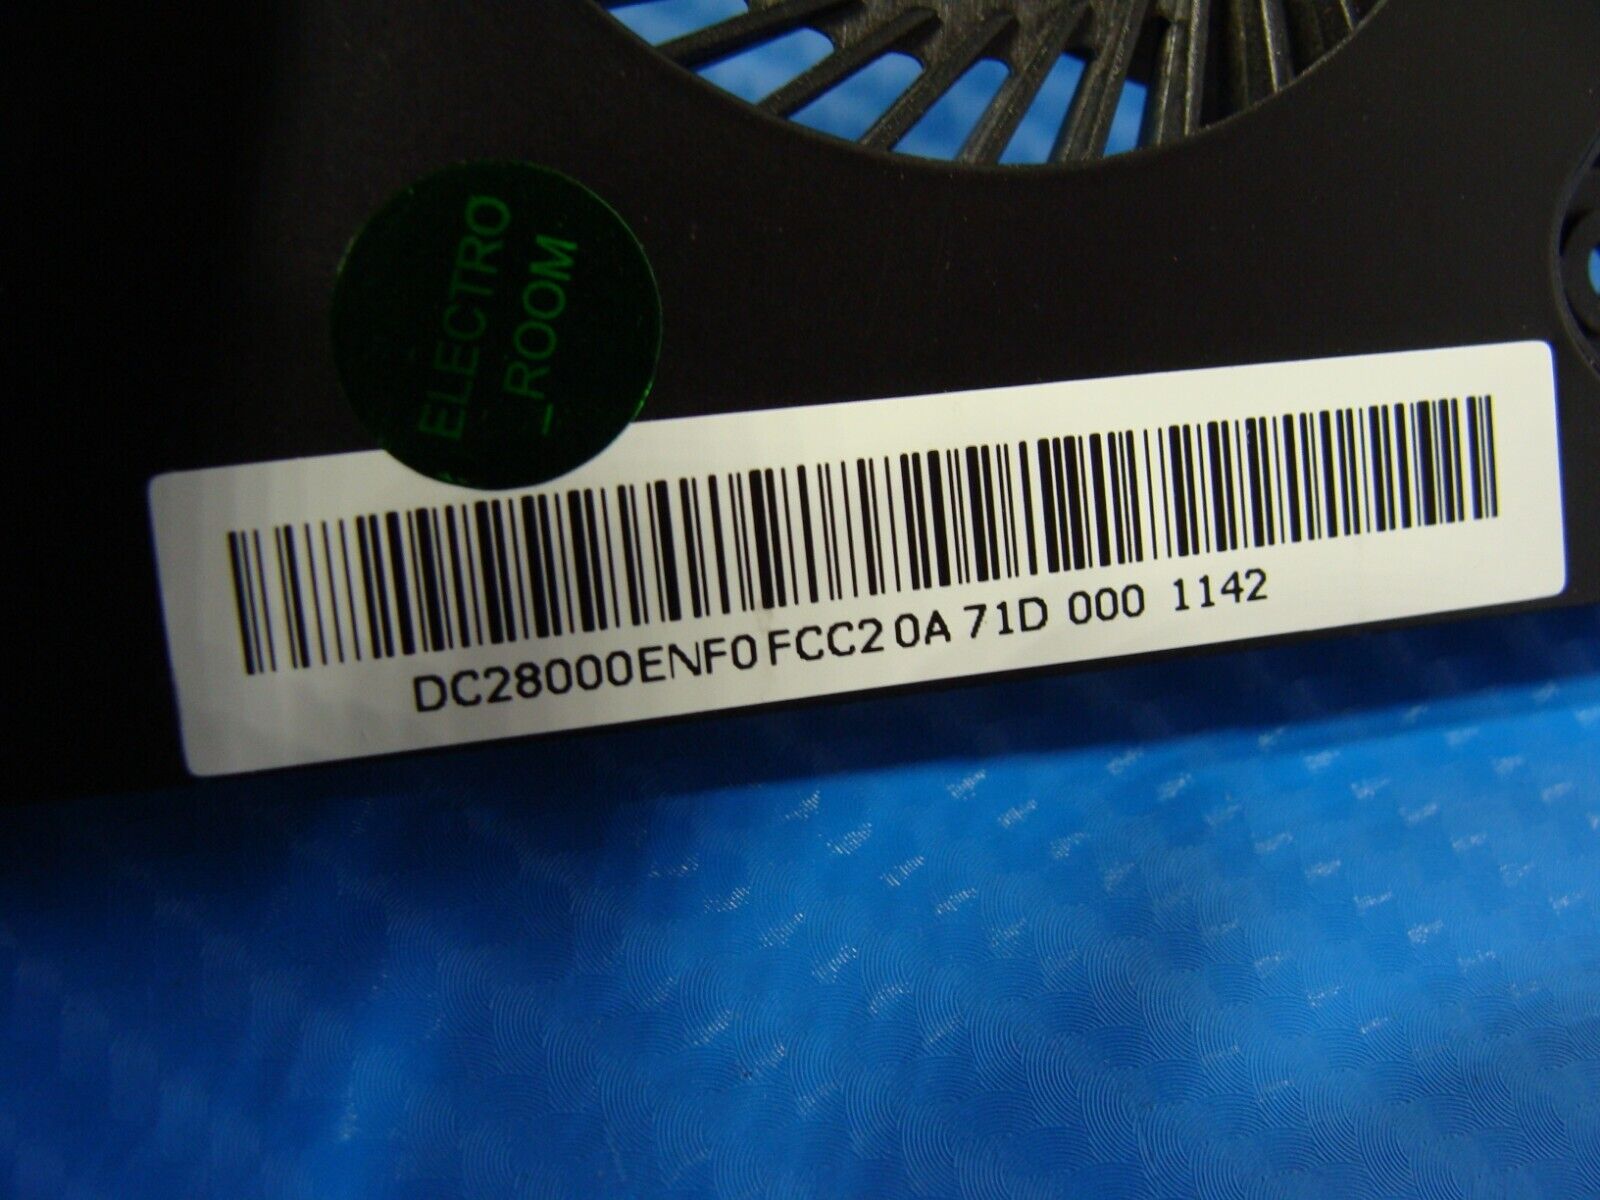 ELECTRO
_ROOM
DC28000ENF0 FCC2 0A 71D 000 1142